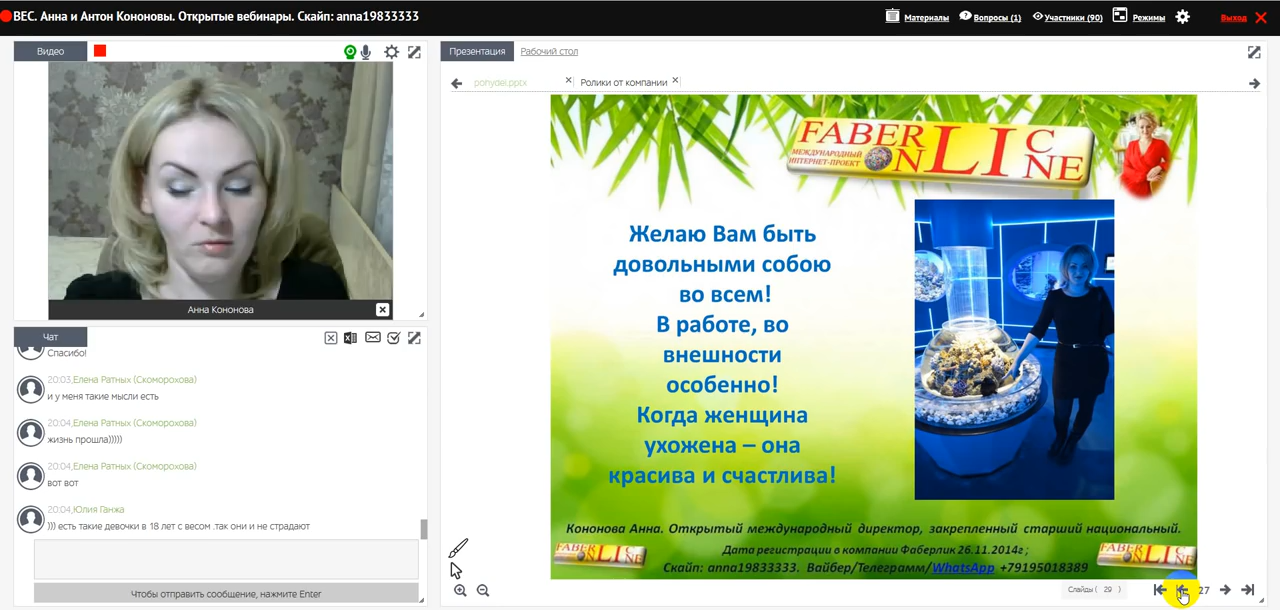 ВЕС. Анна и Антон Кононовы. Открытые вебинары. Скайп: anna19833333
Материалы
Вопросы (1)
Участники (90)
Режимы
Выход
Видео
Анна Кононова
Чат
Спасибо!
20:03,Елена Ратных (Скоморохова)
и у меня такие мысли есть
20:04,Елена Ратных (Скоморохова)
жизнь прошла)))))
20:04,Елена Ратных (Скоморохова)
вот вот
20:04,Юлия Ганжа
))) есть такие девочки в 18 лет с весом .так они и не страдают
Чтобы отправить сообщение, нажмите Enter
Презентация
Рабочий стол
ponydel.pptx
Ролики от компании
FABERLIC
ONLINE
МЕЖДУНАРОДНЫЙ
ИНТЕРНЕТ-ПРОЕКТ
Желаю Вам быть
довольными собою
во всем!
В работе, во
внешности
особенно!
Когда женщина
ухожена – она
красива и счастлива!
Кононова Анна. Открытый международный директор, закрепленный старший национальный.
Дата регистрации в компании Фаберлик 26.11.2014г;
Скайп: anna19833333. Вайбер/Телеграмм/WhatsApp +79195018389
FABERLIC
ONLINE
FABERLIC
ONLINE
Слайды ( 29 )
27